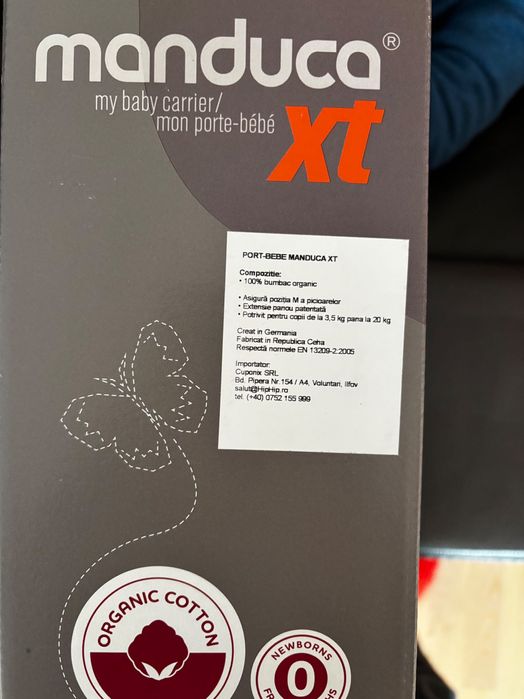 manduca®
my baby carrier/
mon porte-bébé
xt
PORT-BEBE MANDUCA XT
Compozitie:
• 100% bumbac organic
• Asigură poziția M a picioarelor
• Extensie panou patentată
• Potrivit pentru copii de la 3,5 kg pana la 20 kg
Creat in Germania
Fabricat in Republica Ceha
Respectă normele EN 13209-2:2005
Importator:
Cuponix SRL
Bd. Pipera Nr.154 / A4, Voluntari, Ilfov
salut@HipHip.ro
tel. (+40) 0752 155 999
ORGANIC COTTON
NEWBORNS
0